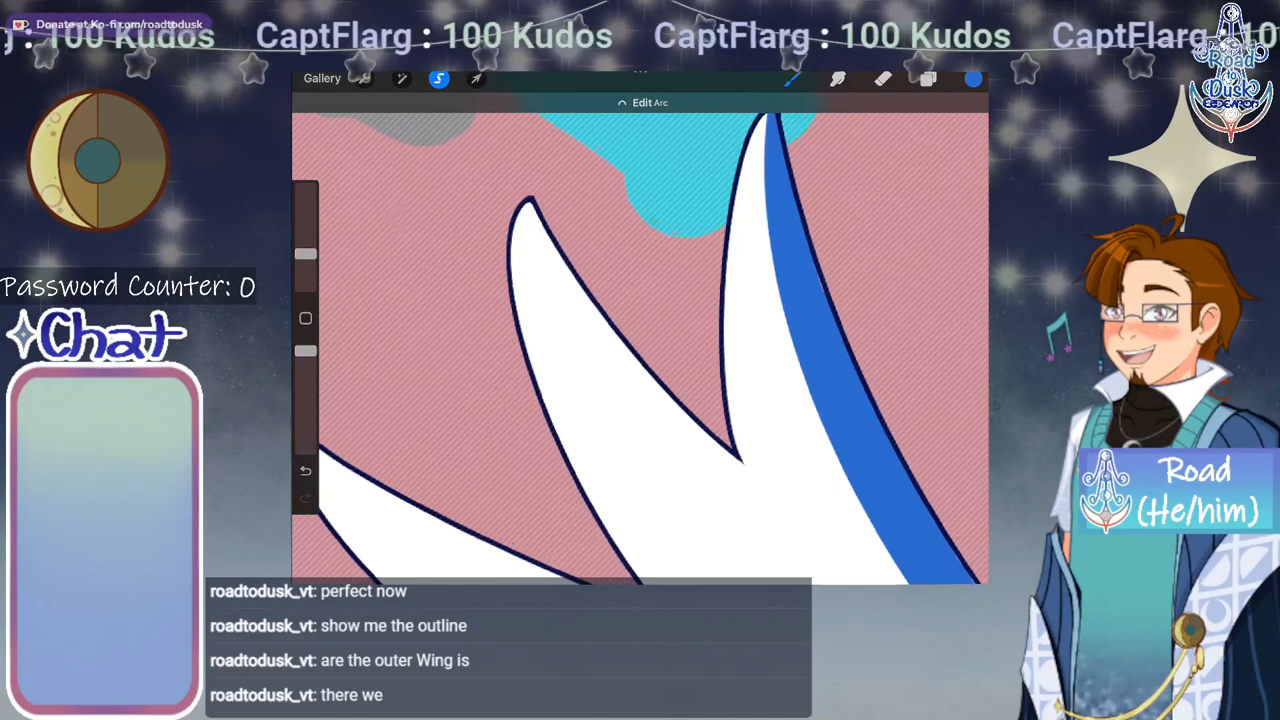 Donate at Ko-fi.com/roadtodusk
: 100 Kudos CaptFlarg : 100 Kudos CaptFlarg : 100 Kudos CaptFlarg
Road to Dusk
Gallery
Edit Arc
Password Counter: 0
Chat
Road
(He/him)
roadtodusk_vt: perfect now
roadtodusk_vt: show me the outline
roadtodusk_vt: are the outer Wing is
roadtodusk_vt: there we